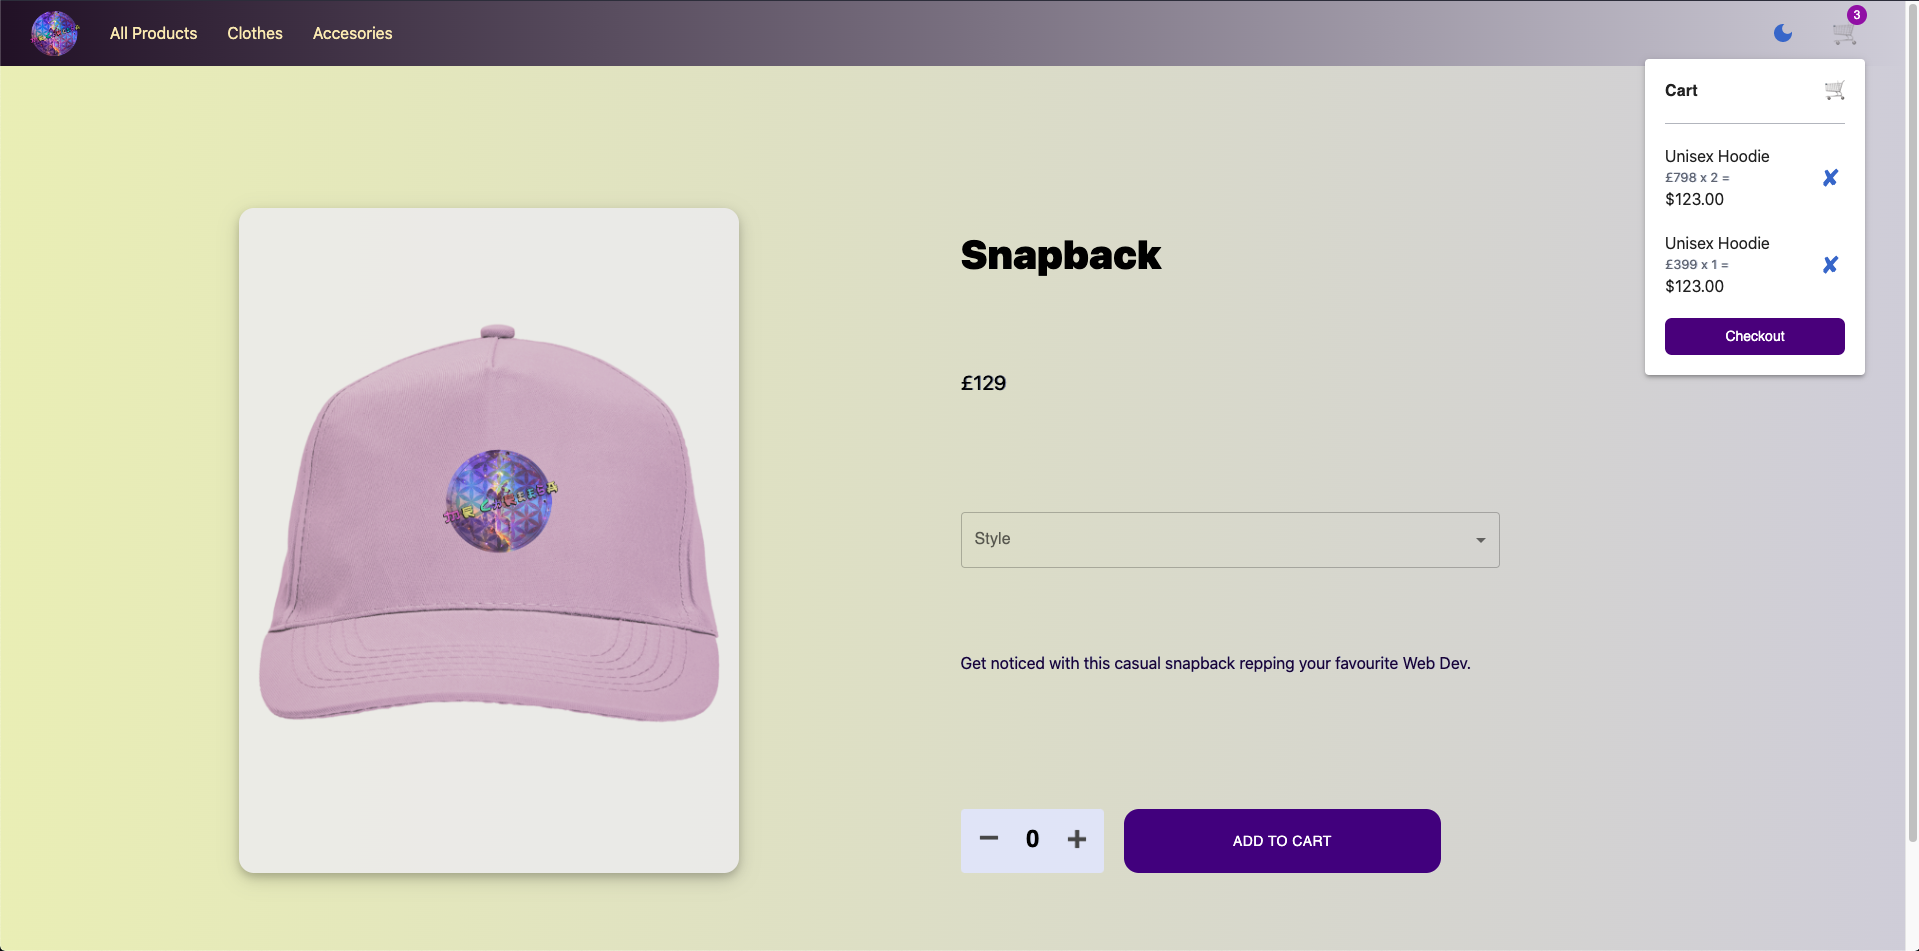 All Products Clothes Accesories
3
Cart
Unisex Hoodie
£798 x 2 =
$123.00
Unisex Hoodie
£399 x 1 =
$123.00
Checkout
Snapback
£129
Style
Get noticed with this casual snapback repping your favourite Web Dev.
0
ADD TO CART